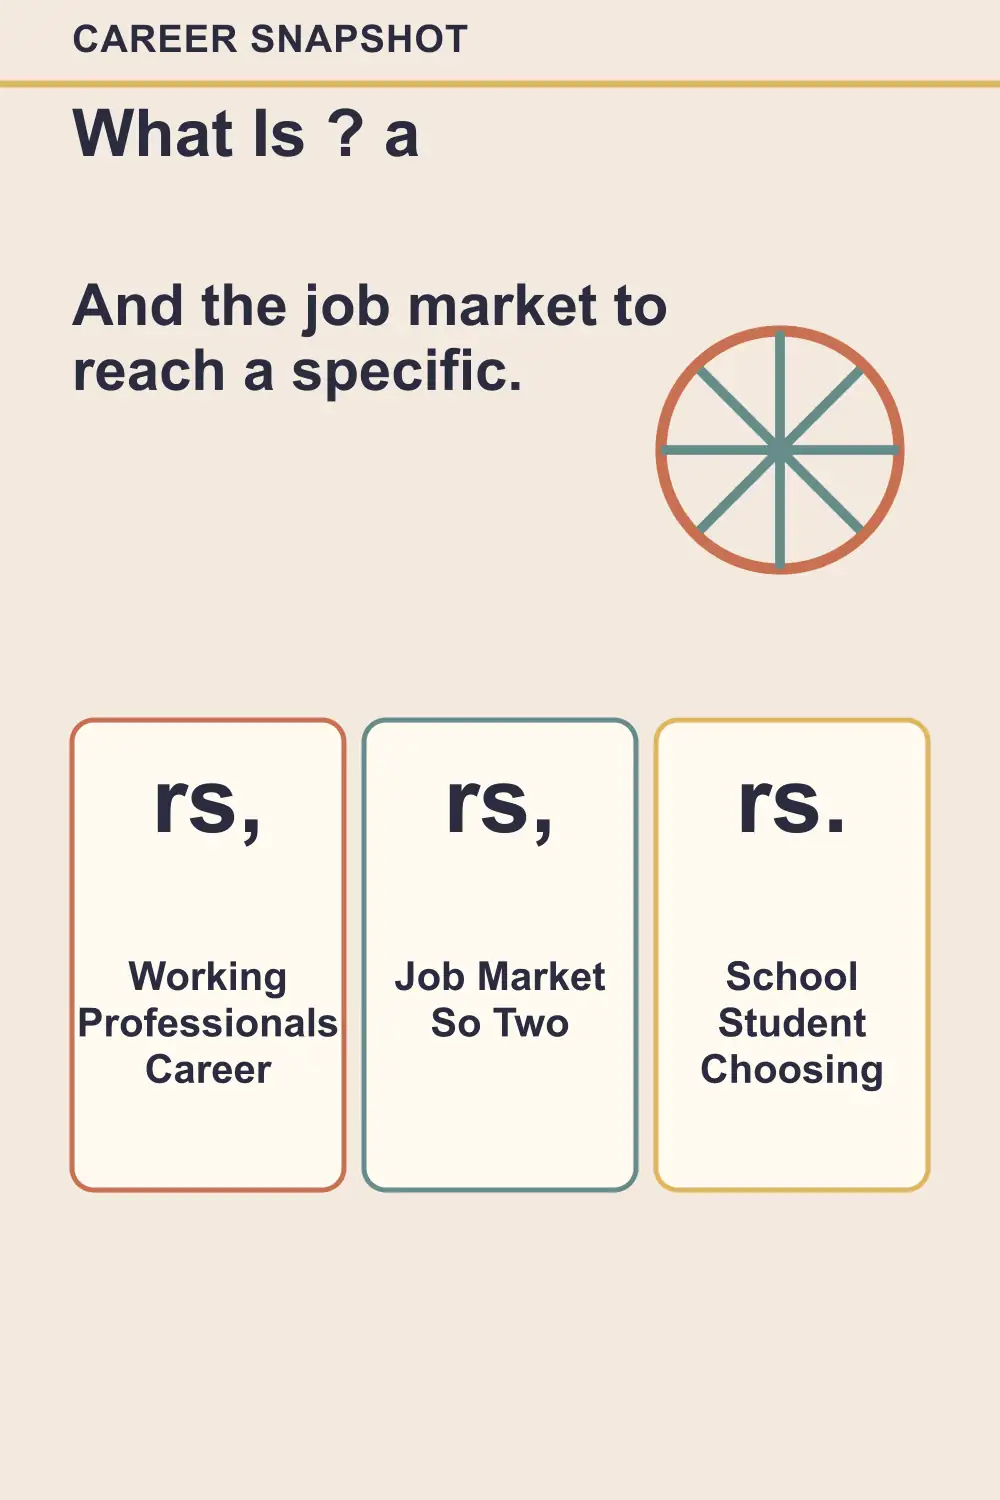 CAREER SNAPSHOT
What Is ? a
And the job market to
reach a specific.
rs,
Working
Professionals
Career
rs,
Job Market
So Two
rs.
School
Student
Choosing